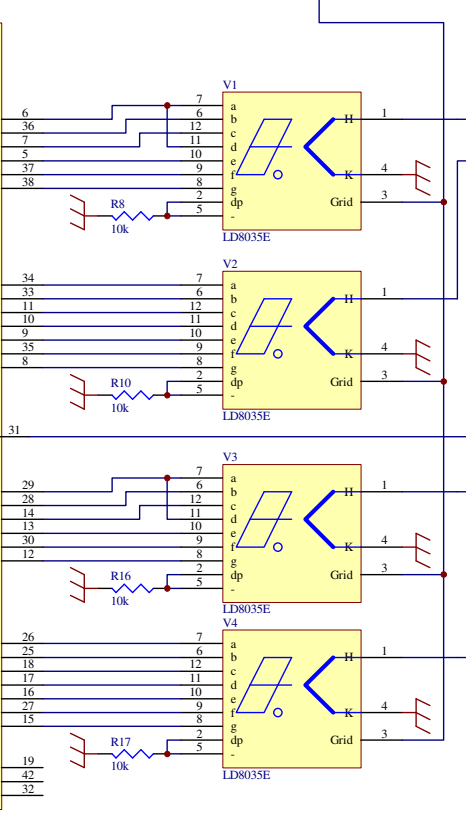 V1
7 a
6 6 b H 1
36 12 c
7 11 d
5 10 e
37 9 f K 4
38 8 g
R8 2 dp Grid 3
5 -
10k
LD8035E
V2
34 7 a
33 6 b H 1
11 12 c
10 11 d
9 10 e
35 9 f K 4
8 8 g
R10 2 dp Grid 3
5 -
10k
LD8035E
31
V3
7 a
29 6 b H 1
28 12 c
14 11 d
13 10 e
30 9 f K 4
12 8 g
R16 2 dp Grid 3
5 -
10k
LD8035E
V4
26 7 a
25 6 b H 1
18 12 c
17 11 d
16 10 e
27 9 f K 4
15 8 g
R17 2 dp Grid 3
5 -
10k
19
LD8035E
42
32